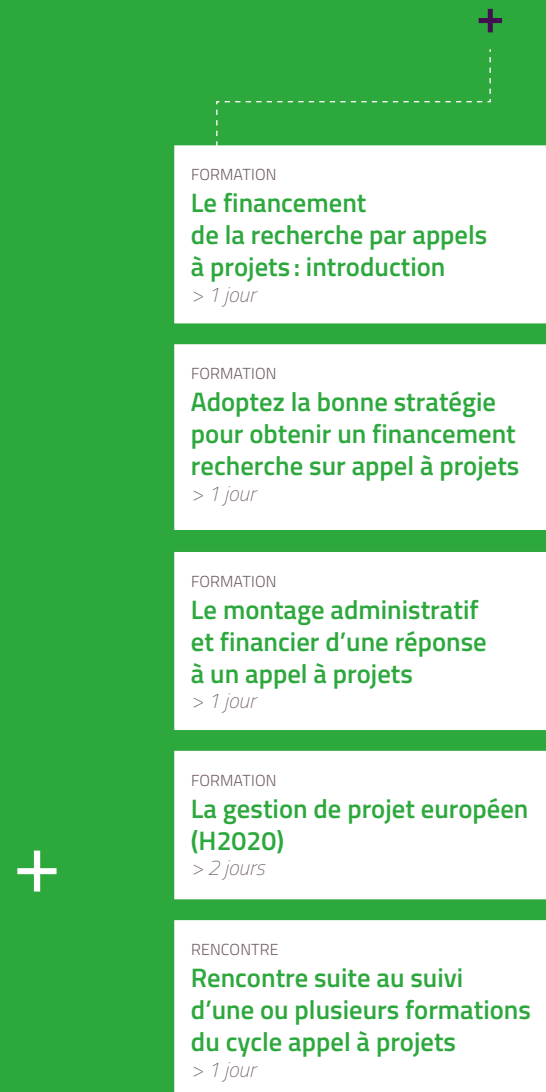 FORMATION
Le financement
de la recherche par appels
à projets : introduction
> 1 jour
FORMATION
Adoptez la bonne stratégie
pour obtenir un financement
recherche sur appel à projets
> 1 jour
FORMATION
Le montage administratif
et financier d’une réponse
à un appel à projets
> 1 jour
FORMATION
La gestion de projet européen
(H2020)
> 2 jours
RENCONTRE
Rencontre suite au suivi
d’une ou plusieurs formations
du cycle appel à projets
> 1 jour